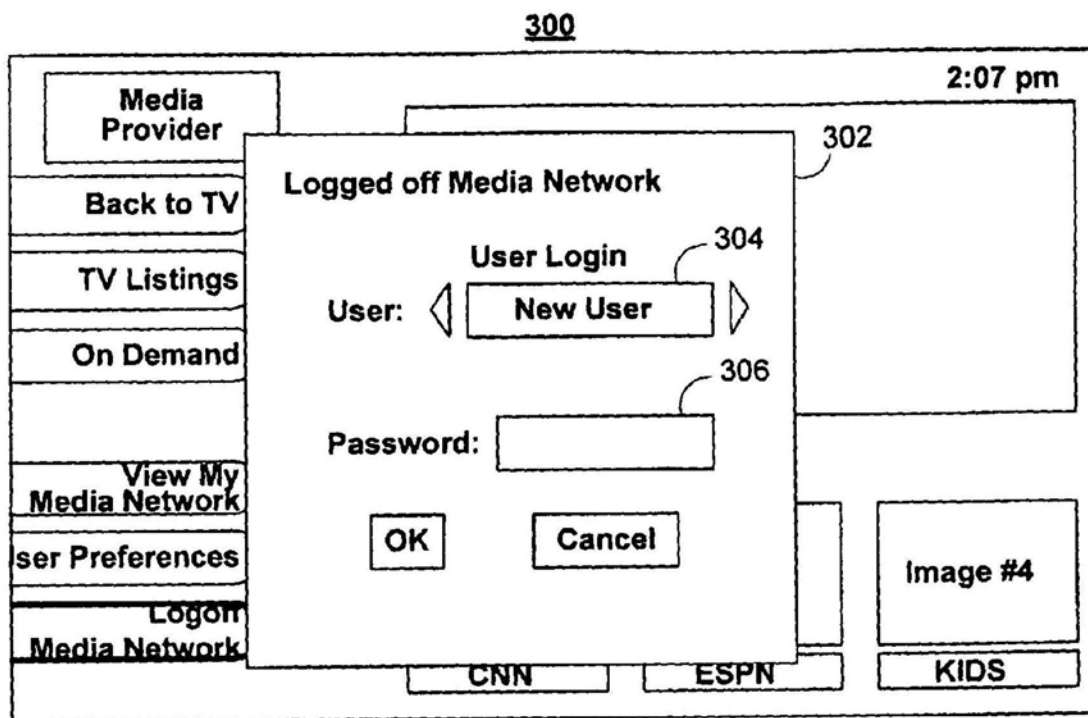 300
2:07 pm
Media
Provider
302
Logged off Media Network
Back to TV
304
User Login
TV Listings
User:
New User
On Demand
306
Password:
View My
Media Network
OK
Cancel
ser Preferences
Image #4
Logoff
Media Network
CNN
ESPN
KIDS